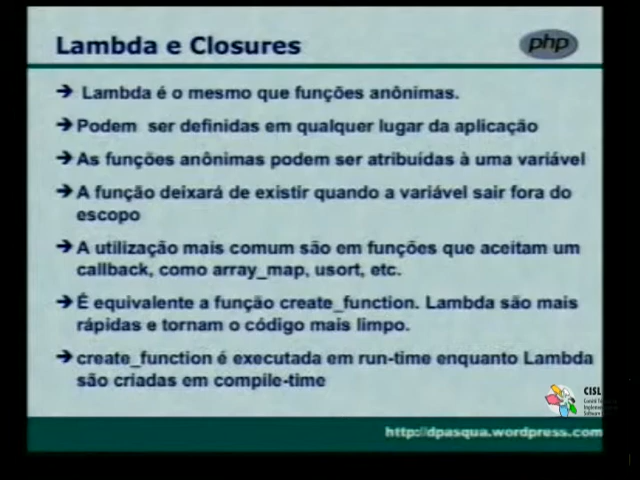 Lambda e Closures
php
Lambda é o mesmo que funções anônimas.
Podem ser definidas em qualquer lugar da aplicação
As funções anônimas podem ser atribuídas à uma variável
A função deixará de existir quando a variável sair fora do
escopo
A utilização mais comum são em funções que aceitam um
callback, como array_map, usort, etc.
É equivalente a função create_function. Lambda são mais
rápidas e tornam o código mais limpo.
create_function é executada em run-time enquanto Lambda
são criadas em compile-time
CISL
http://dpasqua.wordpress.com